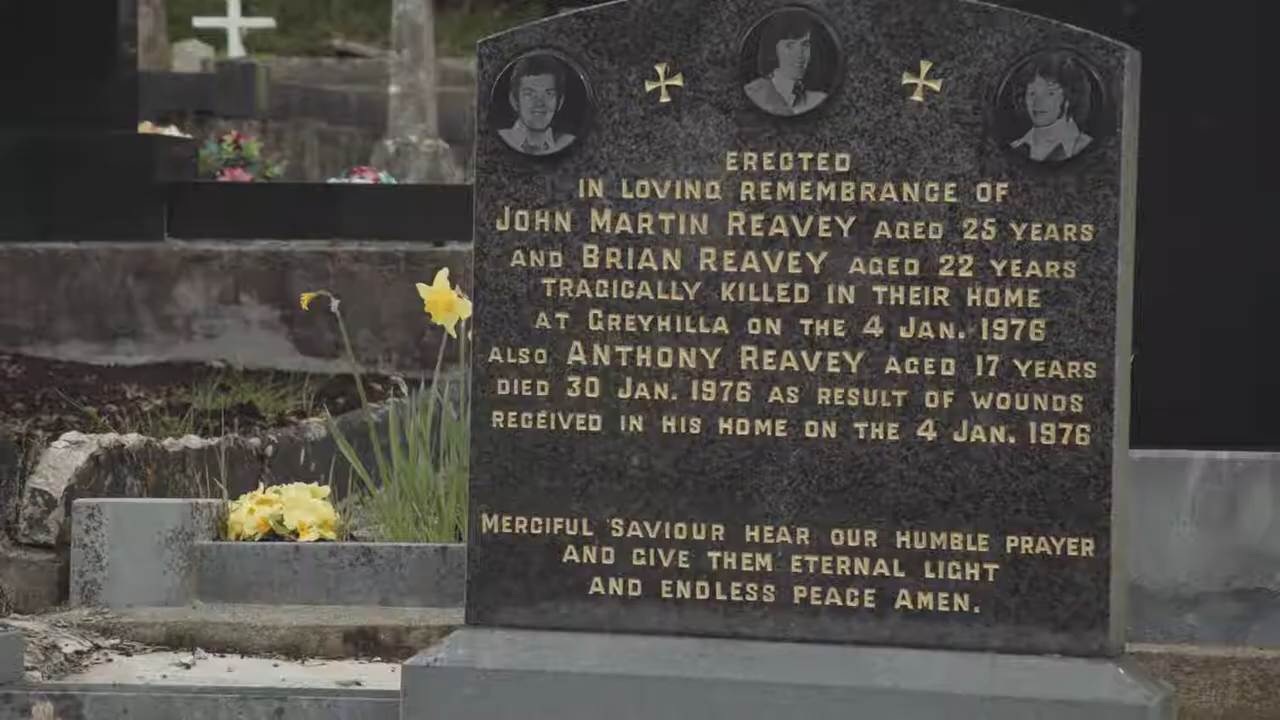 ERECTED
IN LOVING REMEMBRANCE OF
JOHN MARTIN REAVEY AGED 25 YEARS
AND BRIAN REAVEY AGED 22 YEARS
TRAGICALLY KILLED IN THEIR HOME
AT GREYHILLA ON THE 4 JAN. 1976
ALSO ANTHONY REAVEY AGED 17 YEARS
DIED 30 JAN. 1976 AS RESULT OF WOUNDS
RECEIVED IN HIS HOME ON THE 4 JAN. 1976
MERCIFUL SAVIOUR HEAR OUR HUMBLE PRAYER
AND GIVE THEM ETERNAL LIGHT
AND ENDLESS PEACE AMEN.